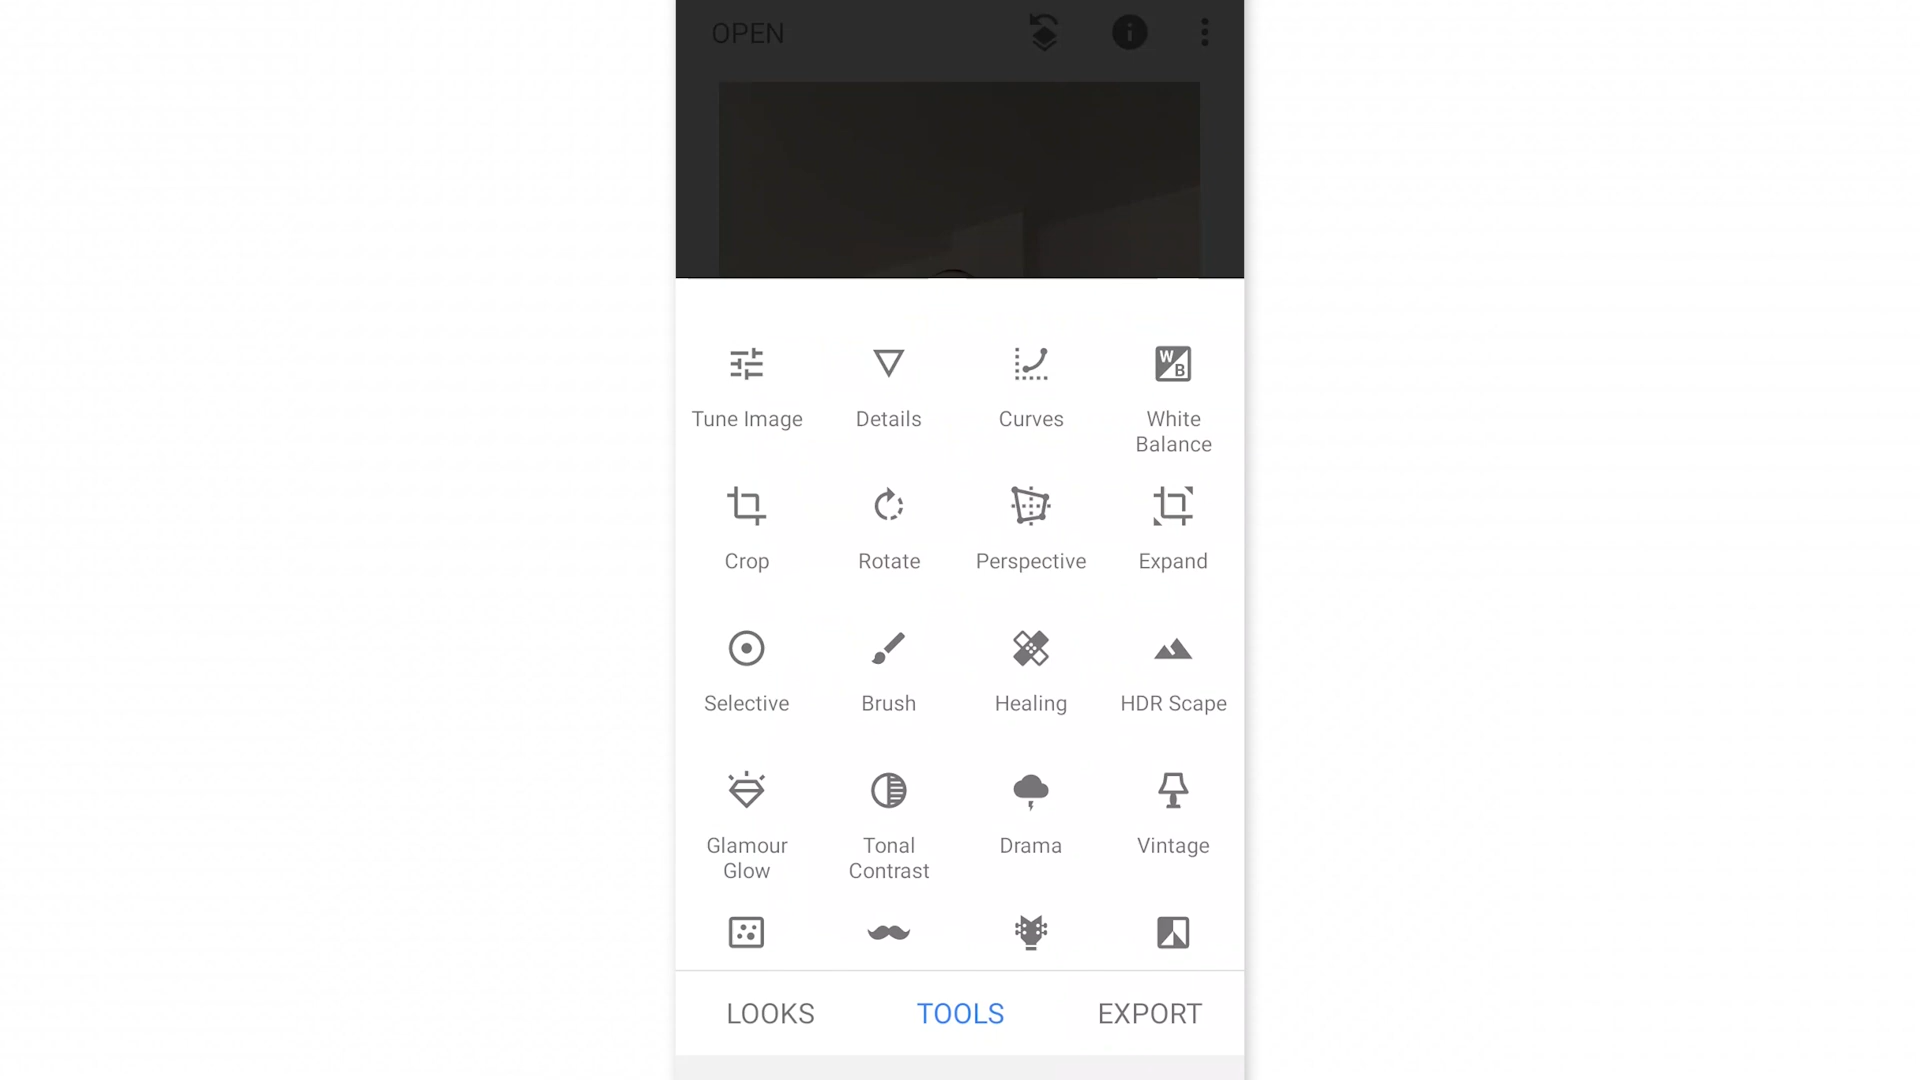 OPEN
Tune Image
Details
Curves
White
Balance
Crop
Rotate
Perspective
Expand
Selective
Brush
Healing
HDR Scape
Glamour
Glow
Tonal
Contrast
Drama
Vintage
LOOKS
TOOLS
EXPORT